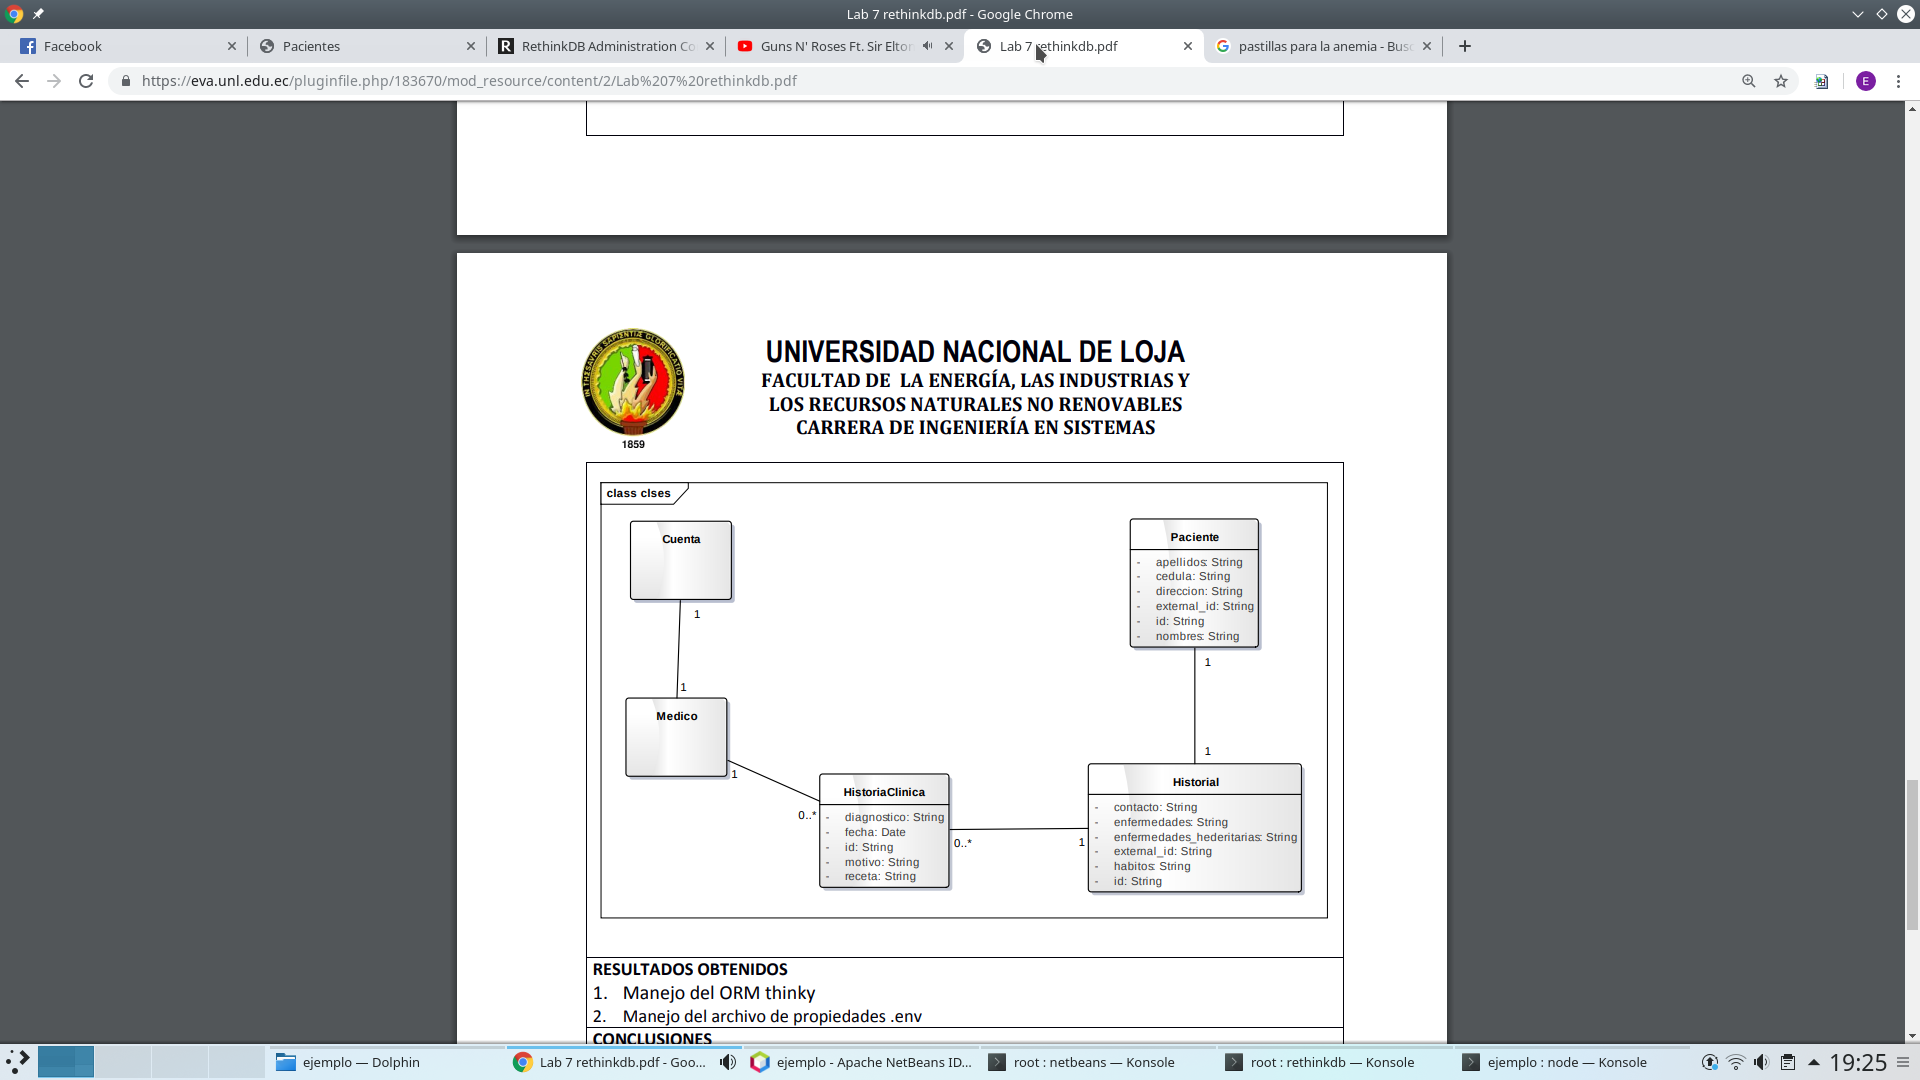 Lab 7 rethinkdb.pdf - Google Chrome
Facebook
Pacientes
RethinkDB Administration Co
Guns N' Roses Ft. Sir Elton
Lab 7 rethinkdb.pdf
pastillas para la anemia - Bus
https://eva.unl.edu.ec/pluginfile.php/183670/mod_resource/content/2/Lab%207%20rethinkdb.pdf
E
IN THESAVRIS SAPIENTIÆ GLORIFICATIO VITÆ
1859
UNIVERSIDAD NACIONAL DE LOJA
FACULTAD DE LA ENERGÍA, LAS INDUSTRIAS Y
LOS RECURSOS NATURALES NO RENOVABLES
CARRERA DE INGENIERÍA EN SISTEMAS
class clses
Cuenta
1
1
Medico
1
0..*
HistoriaClinica
- diagnostico: String
- fecha: Date
- id: String
- motivo: String
- receta: String
0..*
1
Paciente
- apellidos: String
- cedula: String
- direccion: String
- external_id: String
- id: String
- nombres: String
1
1
Historial
- contacto: String
- enfermedades: String
- enfermedades_hederitarias: String
- external_id: String
- habitos: String
- id: String
RESULTADOS OBTENIDOS
1. Manejo del ORM thinky
2. Manejo del archivo de propiedades .env
CONCLUSIONES
ejemplo — Dolphin
Lab 7 rethinkdb.pdf - Goo...
ejemplo - Apache NetBeans ID...
root : netbeans — Konsole
root : rethinkdb — Konsole
ejemplo : node — Konsole
19:25